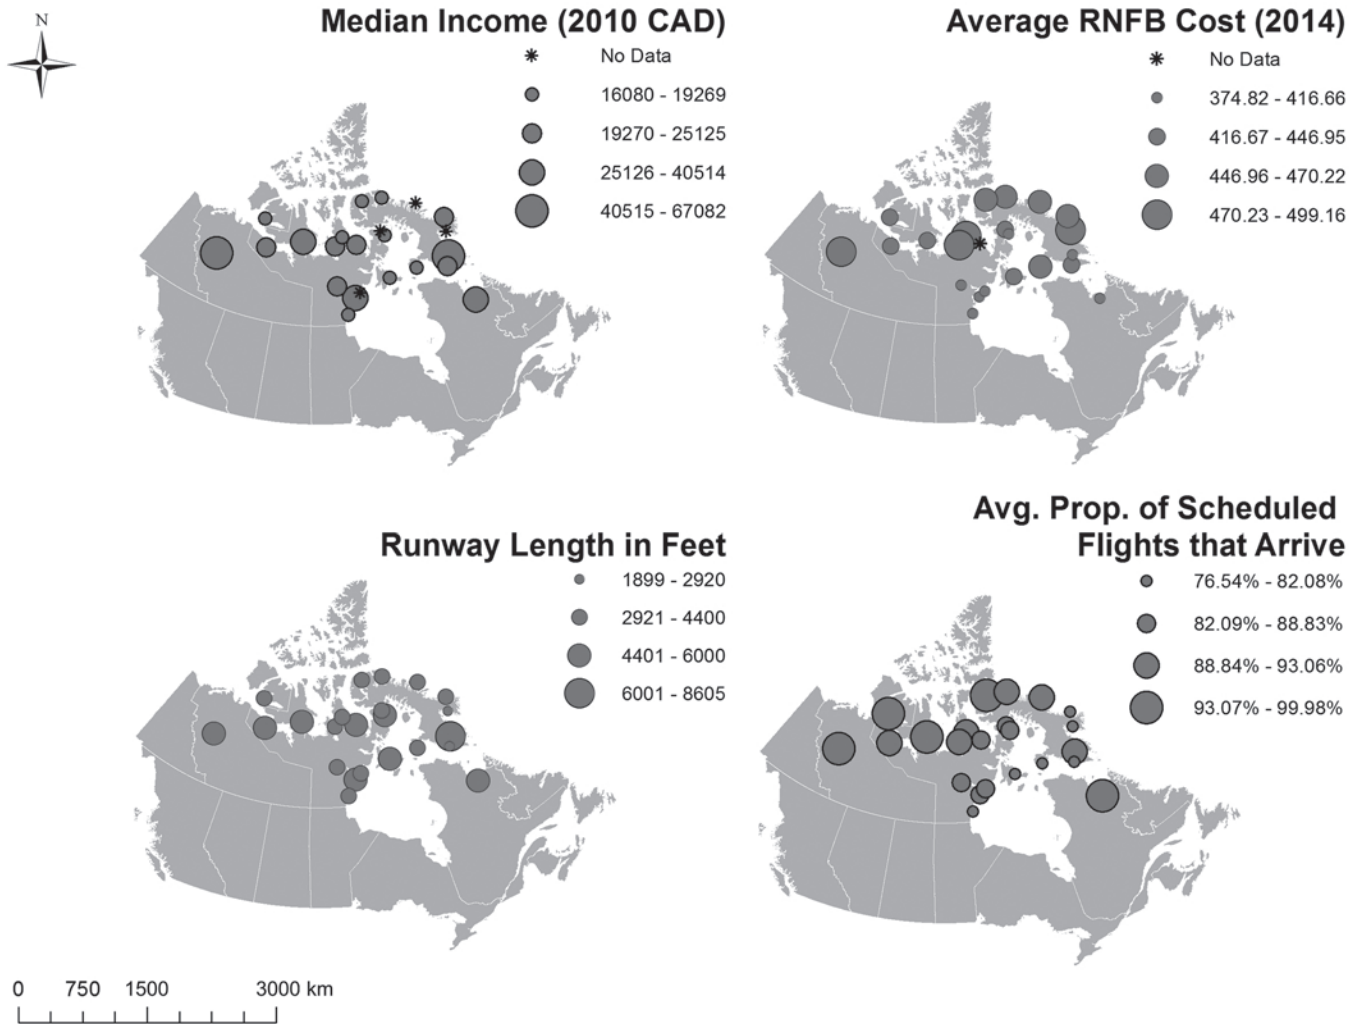 N
Median Income (2010 CAD)
No Data
16080 - 19269
19270 - 25125
25126 - 40514
40515 - 67082
Average RNFB Cost (2014)
No Data
374.82 - 416.66
416.67 - 446.95
446.96 - 470.22
470.23 - 499.16
Runway Length in Feet
1899 - 2920
2921 - 4400
4401 - 6000
6001 - 8605
Avg. Prop. of Scheduled
Flights that Arrive
76.54% - 82.08%
82.09% - 88.83%
88.84% - 93.06%
93.07% - 99.98%
0 750 1500 3000 km